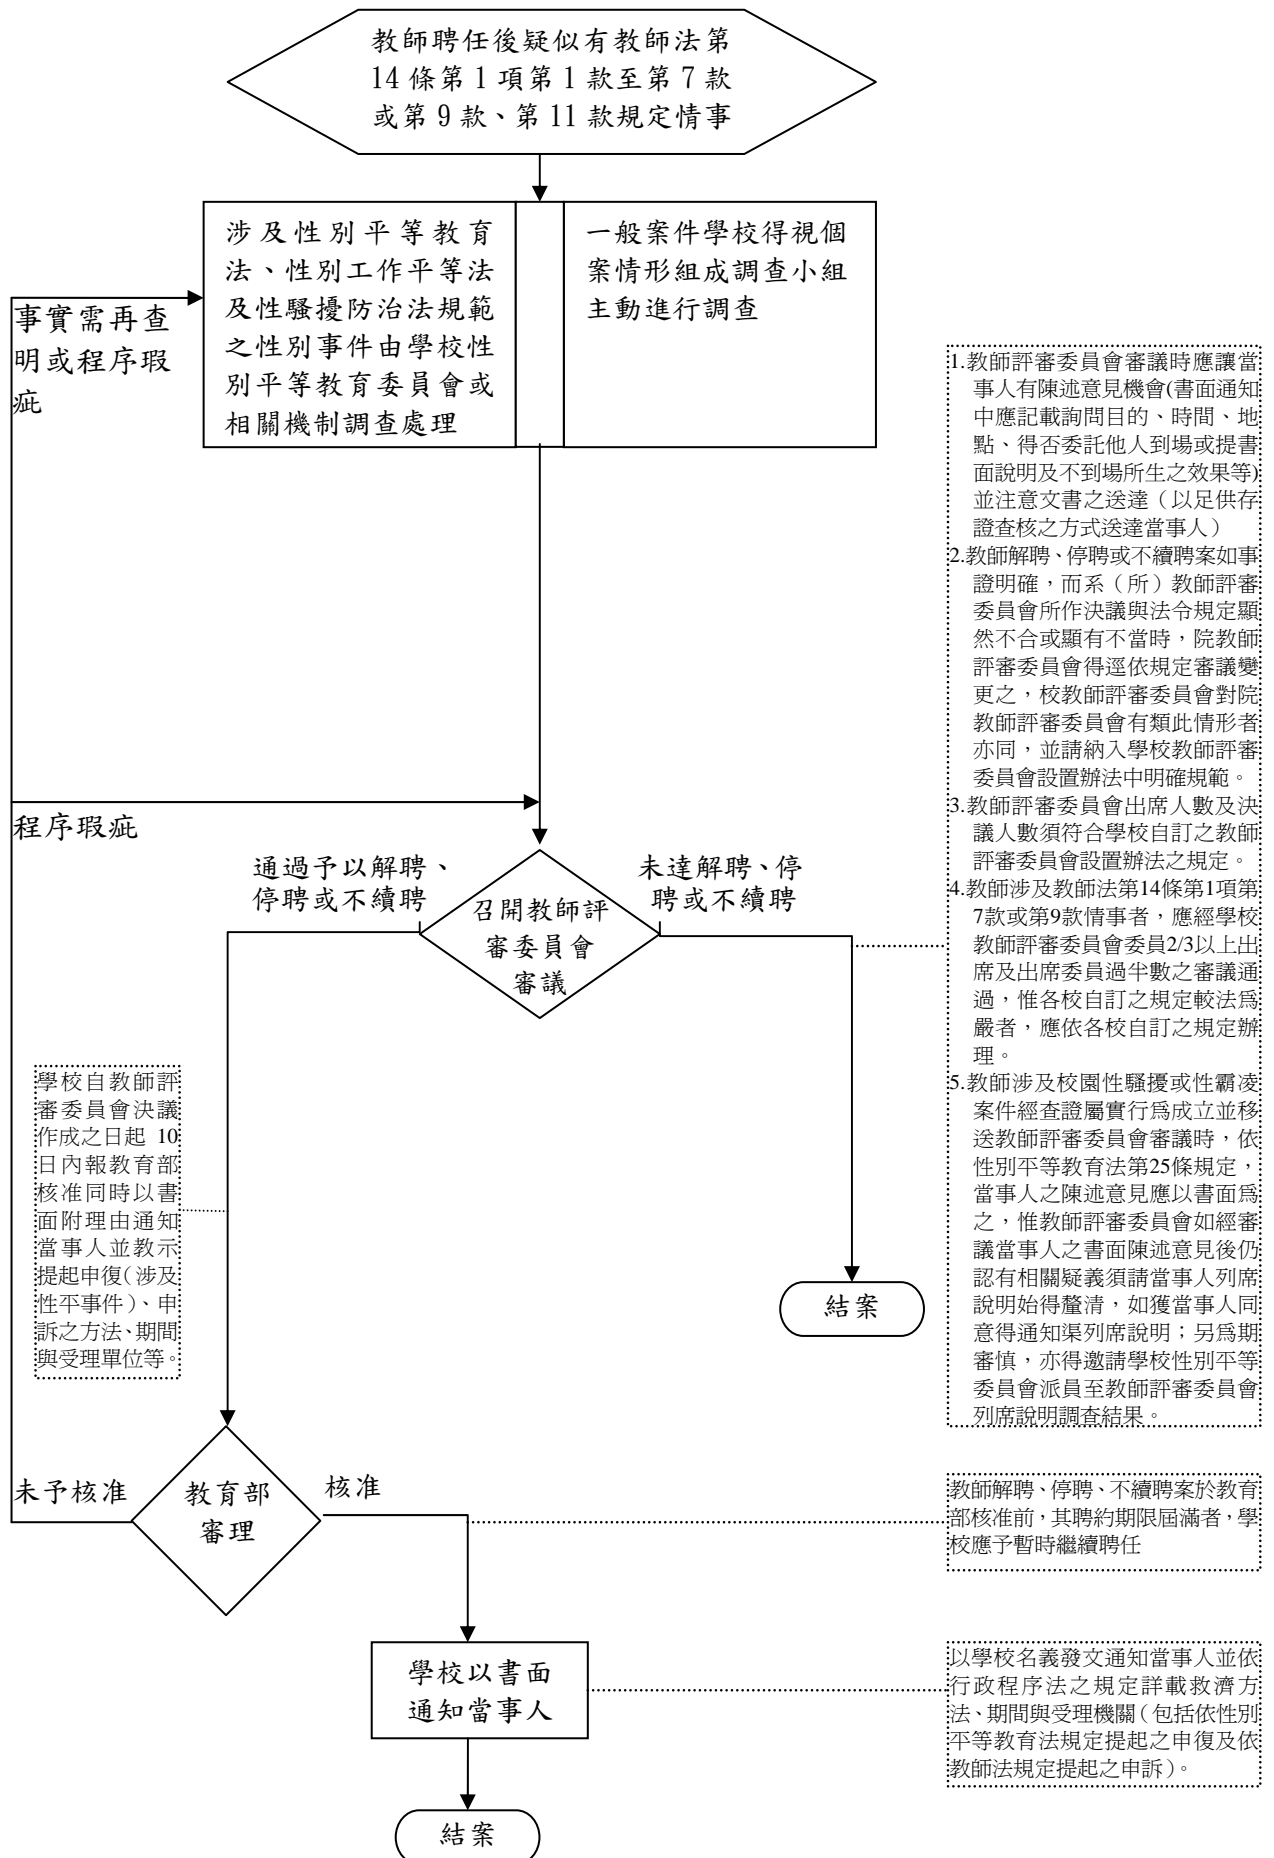 教師聘任後疑似有教師法第
14 條第 1 項第 1 款至第 7 款
或第 9 款、第 11 款規定情事
涉及性別平等教育
法、性別工作平等法
及性騷擾防治法規範
之性別事件由學校性
別平等教育委員會或
相關機制調查處理
一般案件學校得視個
案情形組成調查小組
主動進行調查
事實需再查
明或程序瑕
疵
1.教師評審委員會審議時應讓當
事人有陳述意見機會(書面通知
中應記載詢問目的、時間、地
點、得否委託他人到場或提書
面說明及不到場所生之效果等)
並注意文書之送達（以足供存
證查核之方式送達當事人）
2.教師解聘、停聘或不續聘案如事
證明確，而系（所）教師評審
委員會所作決議與法令規定顯
然不合或顯有不當時，院教師
評審委員會得逕依規定審議變
更之，校教師評審委員會對院
教師評審委員會有類此情形者
亦同，並請納入學校教師評審
委員會設置辦法中明確規範。
3.教師評審委員會出席人數及決
議人數須符合學校自訂之教師
評審委員會設置辦法之規定。
4.教師涉及教師法第14條第1項第
7款或第9款情事者，應經學校
教師評審委員會委員2/3以上出
席及出席委員過半數之審議通
過，惟各校自訂之規定較法為
嚴者，應依各校自訂之規定辦
理。
5.教師涉及校園性騷擾或性霸凌
案件經查證屬實行為成立並移
送教師評審委員會審議時，依
性別平等教育法第25條規定，
當事人之陳述意見應以書面為
之，惟教師評審委員會如經審
議當事人之書面陳述意見後仍
認有相關疑義須請當事人列席
說明始得釐清，如獲當事人同
意得通知渠列席說明；另為期
審慎，亦得邀請學校性別平等
委員會派員至教師評審委員會
列席說明調查結果。
程序瑕疵
通過予以解聘、
停聘或不續聘
未達解聘、停
聘或不續聘
召開教師評
審委員會
審議
學校自教師評
審委員會決議
作成之日起 10
日內報教育部
核准同時以書
面附理由通知
當事人並教示
提起申復(涉及
性平事件)、申
訴之方法、期間
與受理單位等。
結案
未予核准
教育部
審理
核准
教師解聘、停聘、不續聘案於教育
部核准前，其聘約期限屆滿者，學
校應予暫時繼續聘任
學校以書面
通知當事人
以學校名義發文通知當事人並依
行政程序法之規定詳載救濟方
法、期間與受理機關（包括依性別
平等教育法規定提起之申復及依
教師法規定提起之申訴）。
結案